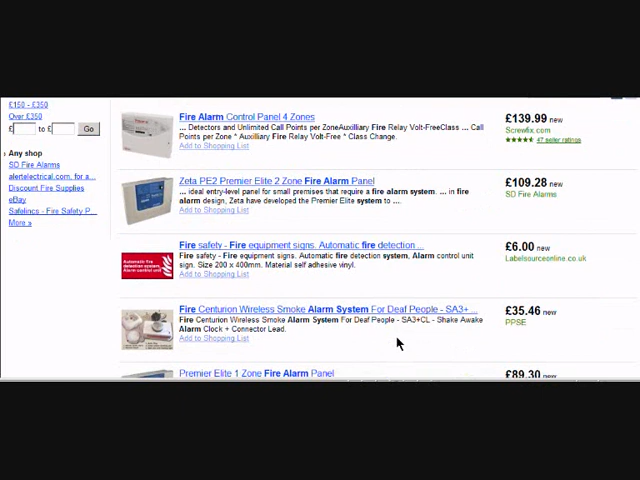 £150 - £350
Over £350
£ to £ Go
Any shop
SD Fire Alarms
alertelectrical.com, for a...
Discount Fire Supplies
eBay
Safelincs - Fire Safety P...
More »
Fire Alarm Control Panel 4 Zones
... Detectors and Unlimited Call Points per ZoneAuxilliary Fire Relay Volt-FreeClass ... Call
Points per Zone * Auxilliary Fire Relay Volt-Free * Class Change.
Add to Shopping List
£139.99 new
Screwfix.com
47 seller ratings
Zeta PE2 Premier Elite 2 Zone Fire Alarm Panel
... ideal entry-level panel for small premises that require a fire alarm system. ... in fire
alarm design, Zeta have developed the Premier Elite system to ....
Add to Shopping List
£109.28 new
SD Fire Alarms
Fire safety - Fire equipment signs. Automatic fire detection ...
Fire safety - Fire equipment signs. Automatic fire detection system, Alarm control unit
sign. Size 200 x 400mm. Material self adhesive vinyl.
Add to Shopping List
£6.00 new
Labelsourceonline.co.uk
Automatic fire
detection system,
Alarm control unit
Fire Centurion Wireless Smoke Alarm System For Deaf People - SA3+ ...
Fire Centurion Wireless Smoke Alarm System For Deaf People - SA3+CL - Shake Awake
Alarm Clock + Connector Lead.
Add to Shopping List
£35.46 new
PPSE
Premier Elite 1 Zone Fire Alarm Panel
£89.30 new